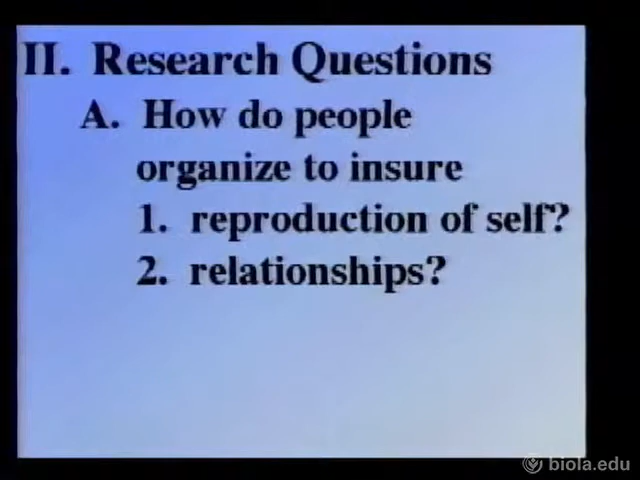 II. Research Questions
A. How do people
organize to insure
1. reproduction of self?
2. relationships?
biola.edu